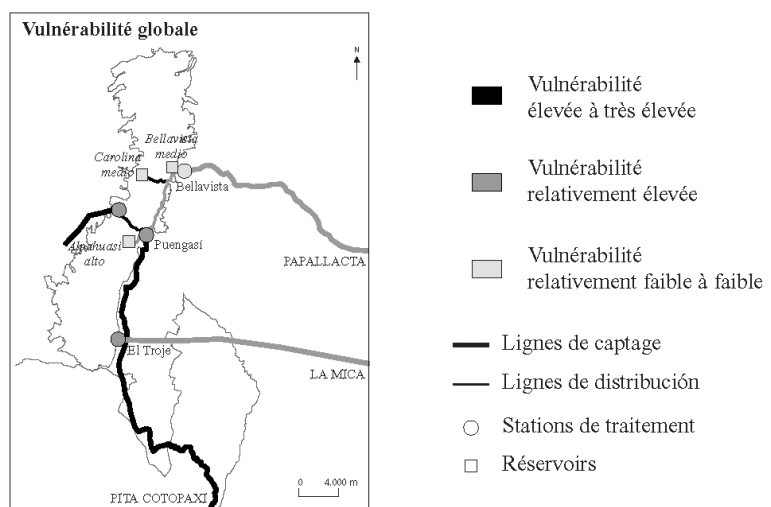 Vulnérabilité globale
N
Bellavista
medio
Carolina
medio
Bellavista
Alpahuasi
alto
Puengasí
PAPALLACTA
El Troje
LA MICA
PITA COTOPAXI
0 4.000 m
Vulnérabilité
élevée à très élevée
Vulnérabilité
relativement élevée
Vulnérabilité
relativement faible à faible
Lignes de captage
Lignes de distribución
Stations de traitement
Réservoirs